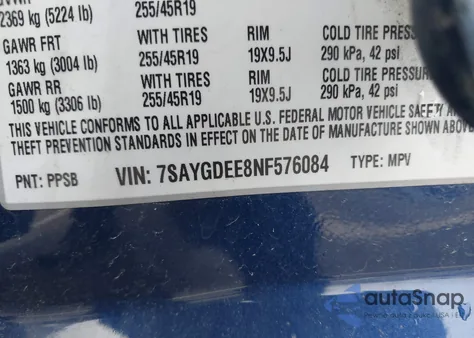 2369 kg (5224 lb) 255/45R19
GAWR FRT WITH TIRES RIM COLD TIRE PRESSURE
1363 kg (3004 lb) 255/45R19 19X9.5J 290 kPa, 42 psi
GAWR RR WITH TIRES RIM COLD TIRE PRESSURE
1500 kg (3306 lb) 255/45R19 19X9.5J 290 kPa, 42 psi
THIS VEHICLE CONFORMS TO ALL APPLICABLE U.S. FEDERAL MOTOR VEHICLE SAFETY
THEFT PREVENTION STANDARDS IN EFFECT ON THE DATE OF MANUFACTURE SHOWN ABOVE
PNT: PPSB VIN: 7SAYGDEE8NF576084 TYPE: MPV
autoSnap